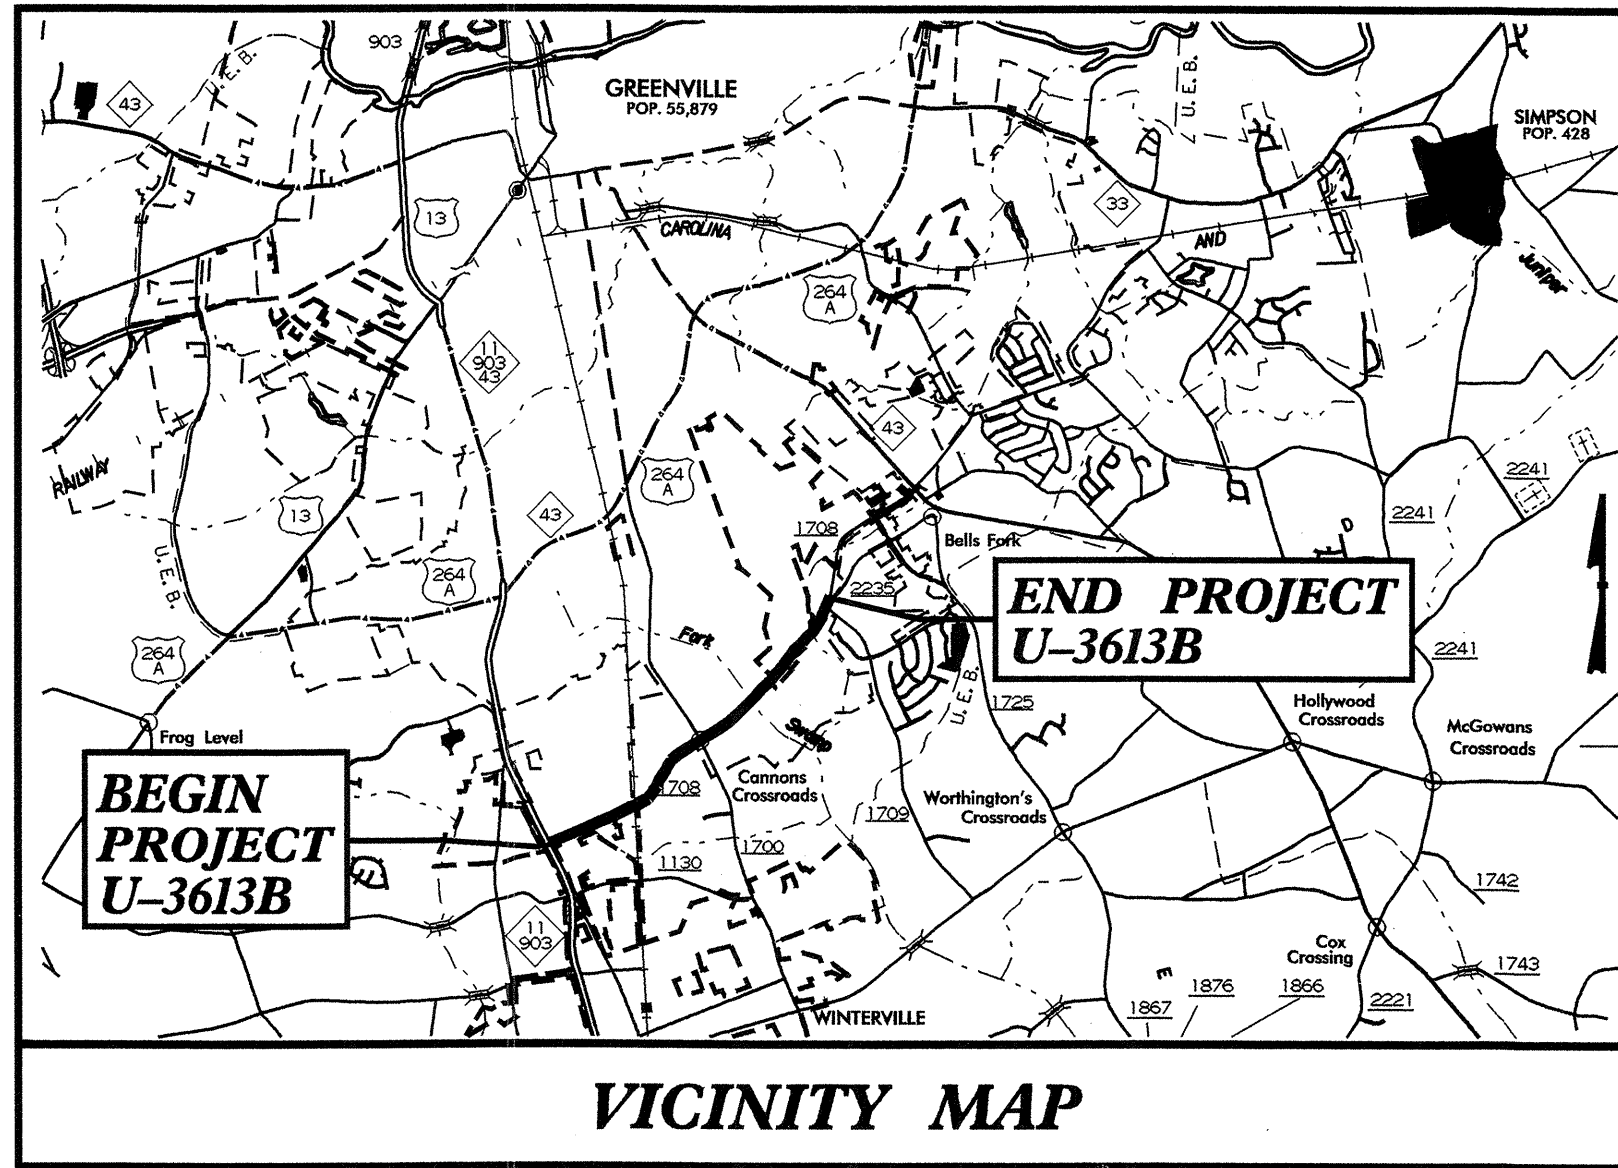 903
U. E. B.
43
GREENVILLE
POP. 55,879
U. E. B.
SIMPSON
POP. 428
13
33
CAROLINA
AND
Juniper
264
A
11
903
43
43
RAILWAY
264
A
2241
13
43
1708
2241
Bells Fork
U. E. B.
264
A
2235
END PROJECT
U-3613B
Fork
264
A
2241
U. E. B.
1725
Hollywood
Crossroads
Swamp
McGowans
Crossroads
Frog Level
BEGIN
PROJECT
U-3613B
1708
Cannons
Crossroads
1709
Worthington's
Crossroads
1130
1700
1742
11
903
Cox
Crossing
1743
1876
1866
1867
2221
WINTERVILLE
VICINITY MAP